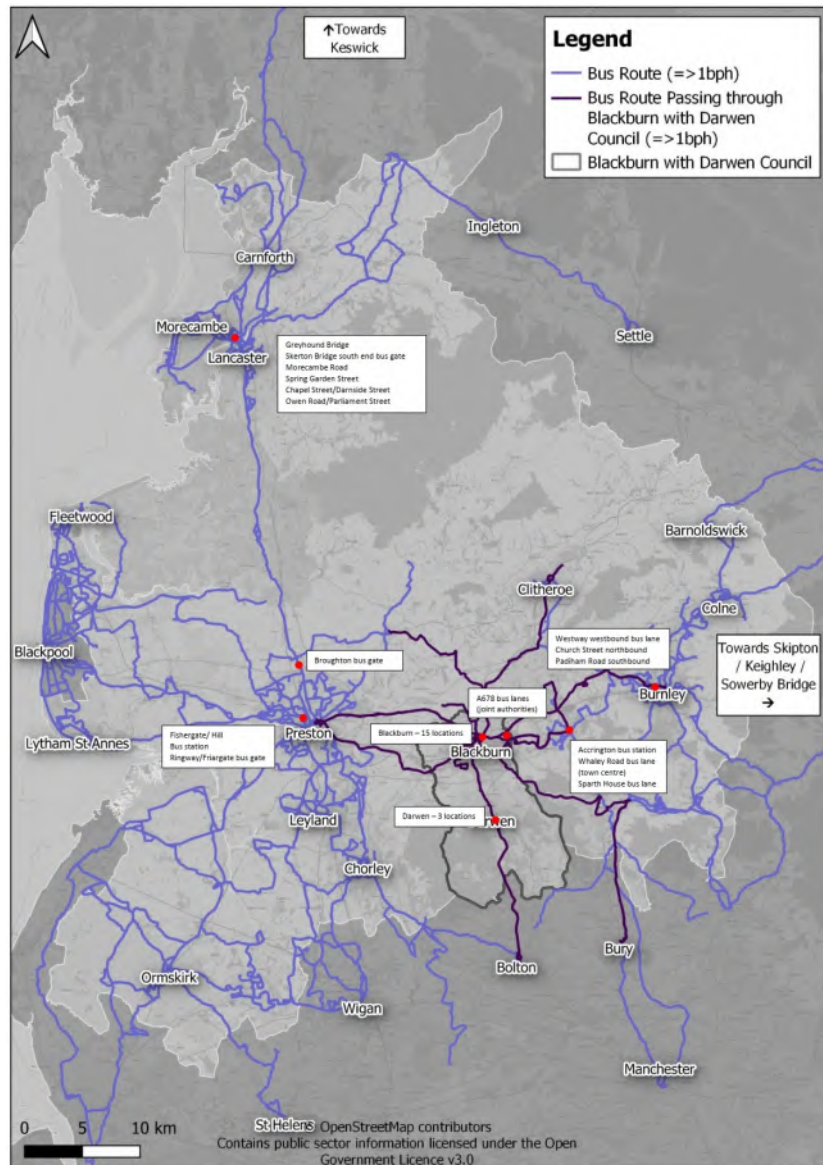 ↑Towards
Keswick
Legend
Bus Route (=>1bph)
Bus Route Passing through
Blackburn with Darwen
Council (=>1bph)
Blackburn with Darwen Council
Ingleton
Carnforth
Settle
Morecambe
Lancaster
Greyhound Bridge
Skerton Bridge south end bus gate
Morecambe Road
Spring Garden Street
Chapel Street/Darnside Street
Owen Road/Parliament Street
Fleetwood
Barnoldswick
Clitheroe
Colne
Blackpool
Westway westbound bus lane
Church Street northbound
Padiham Road southbound
Towards Skipton
/ Keighley /
Sowerby Bridge
→
Broughton bus gate
Burnley
A678 bus lanes
(joint authorities)
Lytham St Annes
Fishergate/ Hill
Bus station
Ringway/Friargate bus gate
Preston
Blackburn – 15 locations
Blackburn
Accrington bus station
Whaley Road bus lane
(town centre)
Sparth House bus lane
Leyland
Darwen – 3 locations
rwen
Chorley
Bury
Bolton
Ormskirk
Wigan
Manchester
St Helens
0 5 10 km
OpenStreetMap contributors
Contains public sector information licensed under the Open
Government Licence v3.0